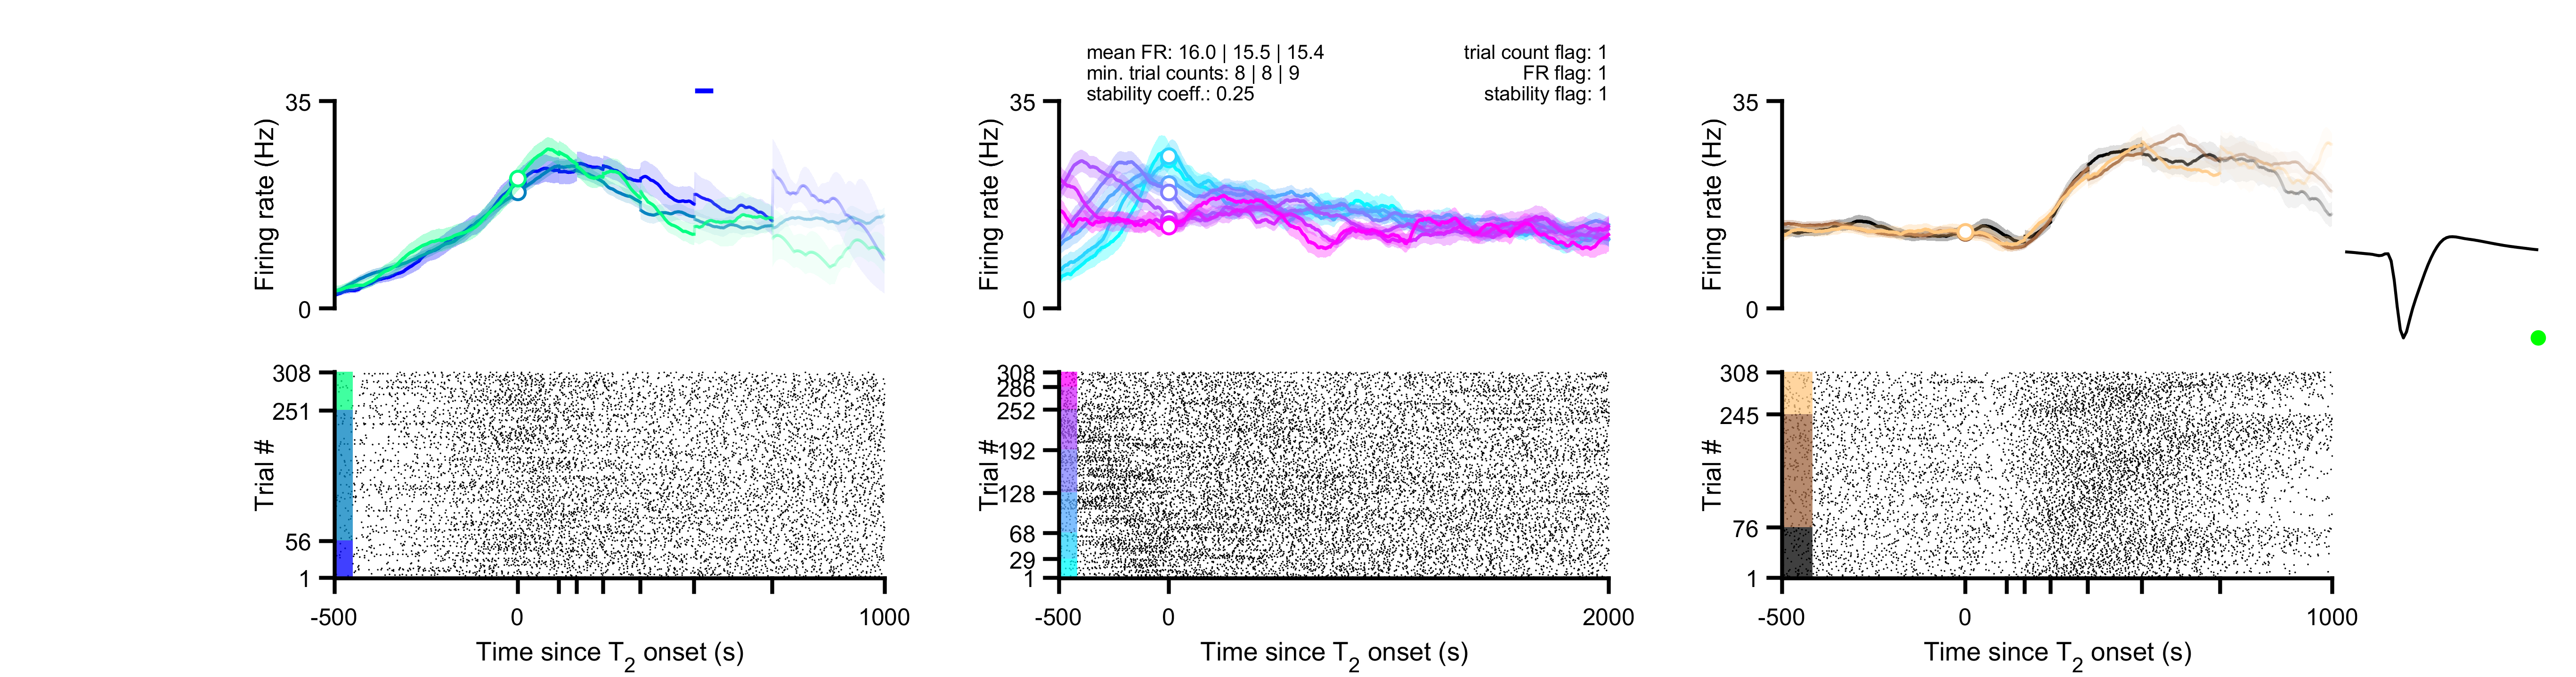 mean FR: 16.0 | 15.5 | 15.4
min. trial counts: 8 | 8 | 9
stability coeff.: 0.25
trial count flag: 1
FR flag: 1
stability flag: 1
35
Firing rate (Hz)
0
35
Firing rate (Hz)
0
35
Firing rate (Hz)
0
308
251
Trial #
56
1
-500
0
1000
Time since T2 onset (s)
308
286
252
192
Trial #
128
68
29
1
-500
0
2000
Time since T2 onset (s)
308
245
Trial #
76
1
-500
0
1000
Time since T2 onset (s)